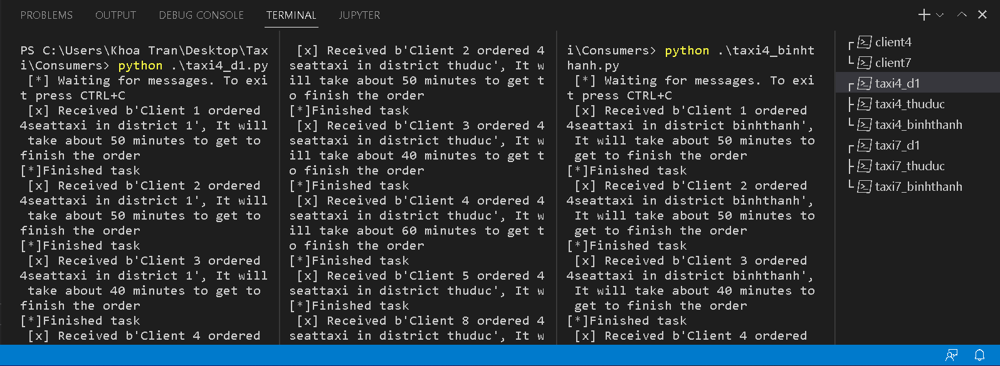 PROBLEMS OUTPUT DEBUG CONSOLE TERMINAL JUPYTER
PS C:\Users\Khoa Tran\Desktop\Tax
i\Consumers> python .\taxi4_d1.py
[*] Waiting for messages. To exi
t press CTRL+C
[x] Received b'Client 1 ordered
4seattaxi in district 1', It will
take about 50 minutes to get to
finish the order
[*]Finished task
[x] Received b'Client 2 ordered
4seattaxi in district 1', It will
take about 50 minutes to get to
finish the order
[*]Finished task
[x] Received b'Client 3 ordered
4seattaxi in district 1', It will
take about 40 minutes to get to
finish the order
[*]Finished task
[x] Received b'Client 4 ordered
[x] Received b'Client 2 ordered 4
seattaxi in district thuduc', It w
ill take about 50 minutes to get t
o finish the order
[*]Finished task
[x] Received b'Client 3 ordered 4
seattaxi in district thuduc', It w
ill take about 40 minutes to get t
o finish the order
[*]Finished task
[x] Received b'Client 4 ordered 4
seattaxi in district thuduc', It w
ill take about 60 minutes to get t
o finish the order
[*]Finished task
[x] Received b'Client 5 ordered 4
seattaxi in district thuduc', It w
[*]Finished task
[x] Received b'Client 8 ordered 4
seattaxi in district thuduc', It w
i\Consumers> python .\taxi4_binht
hanh.py
[*] Waiting for messages. To exi
t press CTRL+C
[x] Received b'Client 1 ordered
4seattaxi in district binhthanh',
It will take about 50 minutes to
get to finish the order
[*]Finished task
[x] Received b'Client 2 ordered
4seattaxi in district binhthanh',
It will take about 50 minutes to
get to finish the order
[*]Finished task
[x] Received b'Client 3 ordered
4seattaxi in district binhthanh',
It will take about 40 minutes to
get to finish the order
[*]Finished task
[x] Received b'Client 4 ordered
client4
client7
taxi4_d1
taxi4_thuduc
taxi4_binhthanh
taxi7_d1
taxi7_thuduc
taxi7_binhthanh